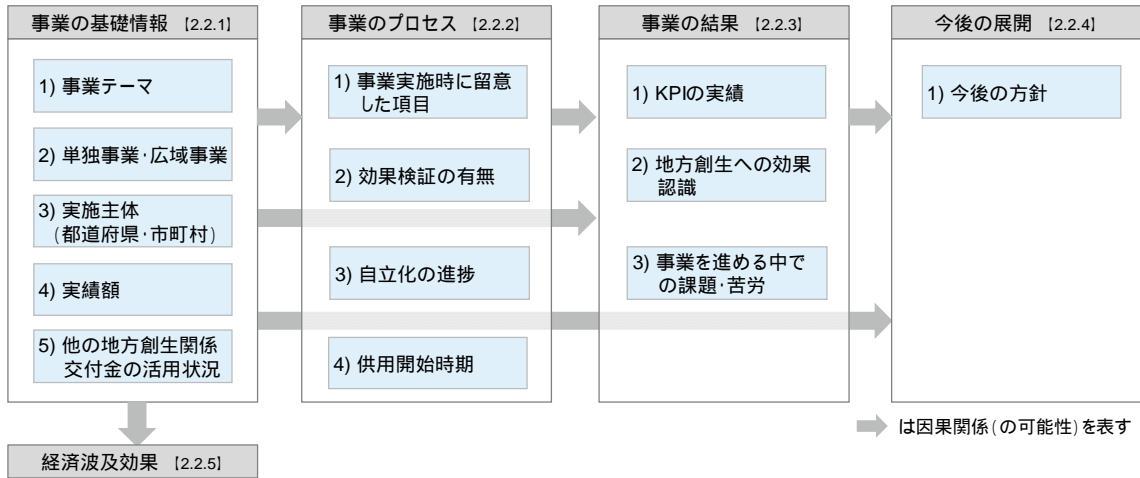 事業の基礎情報 【2.2.1】
1) 事業テーマ
2) 単独事業･広域事業
3) 実施主体
(都道府県･市町村)
4) 実績額
5) 他の地方創生関係
交付金の活用状況
事業のプロセス 【2.2.2】
1) 事業実施時に留意
した項目
2) 効果検証の有無
3) 自立化の進捗
4) 供用開始時期
事業の結果 【2.2.3】
1) KPIの実績
2) 地方創生への効果
認識
3) 事業を進める中で
の課題･苦労
今後の展開 【2.2.4】
1) 今後の方針
は因果関係(の可能性)を表す
経済波及効果 【2.2.5】